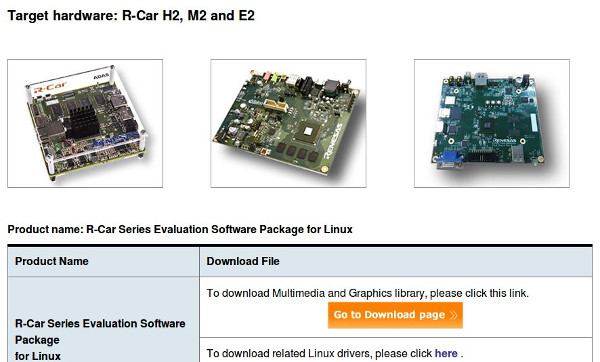 Target hardware: R-Car H2, M2 and E2
R-Car
ADAS
RENESAS
RENESAS
Product name: R-Car Series Evaluation Software Package for Linux
Product Name
Download File
To download Multimedia and Graphics library, please click this link.
Go to Download page »
R-Car Series Evaluation Software
Package
for Linux
To download related Linux drivers, please click here .